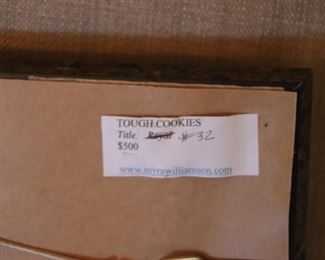 TOUGH COOKIES
Title: Royal # 32
$500
www.myrawilliamson.com